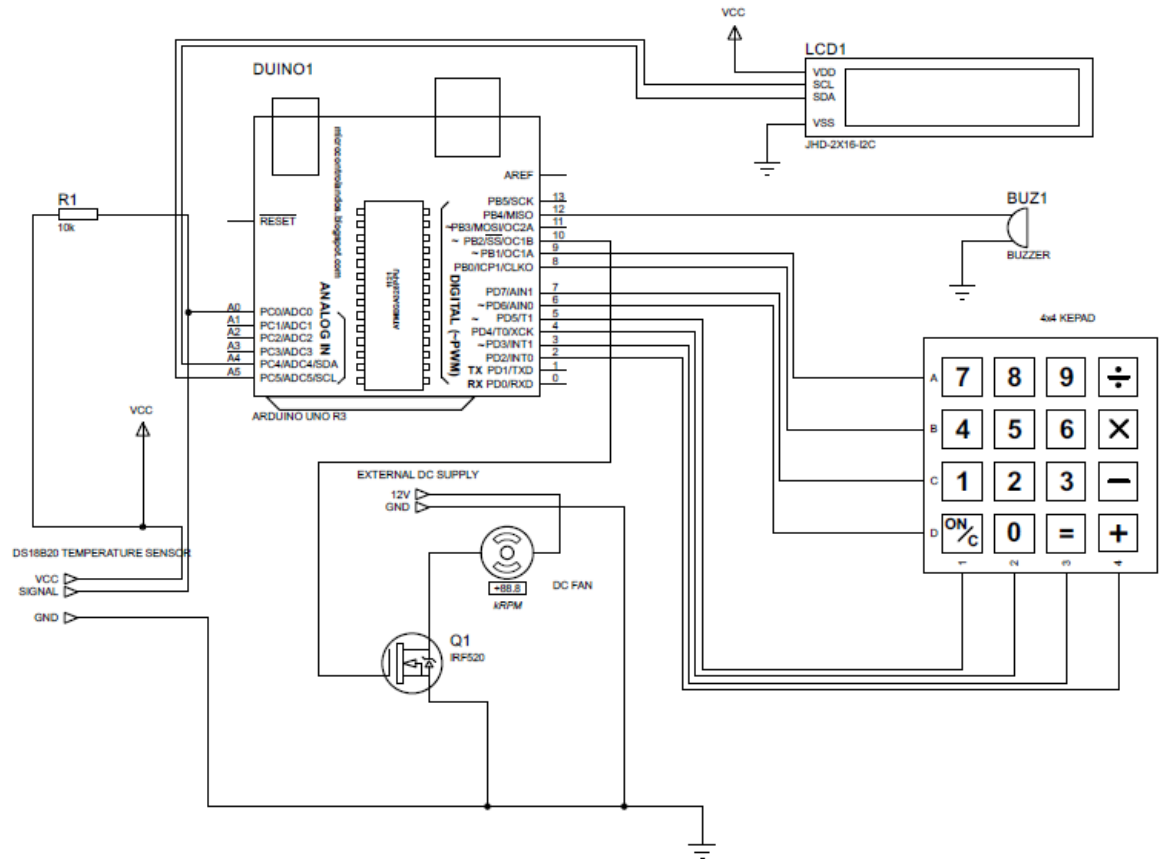 VCC
LCD1
VDD
SCL
SDA
VSS
JHD-2X16-I2C
DUINO1
microcontrolandos.blogspot.com
AREF
RESET
PB5/SCK 13
PB4/MISO 12
~PB3/MOSI/OC2A 11
~ PB2/SS/OC1B 10
~ PB1/OC1A 9
PB0/ICP1/CLKO 8
PD7/AIN1 7
~PD6/AIN0 6
~ PD5/T1 5
PD4/T0/XCK 4
~PD3/INT1 3
PD2/INT0 2
TX PD1/TXD 1
RX PD0/RXD 0
DIGITAL (~PWM)
ANALOG IN
1121
A0 PC0/ADC0
A1 PC1/ADC1
A2 PC2/ADC2
A3 PC3/ADC3
A4 PC4/ADC4/SDA
A5 PC5/ADC5/SCL
ARDUINO UNO R3
R1
10k
BUZ1
BUZZER
4x4 KEPAD
A 7 8 9 ÷
B 4 5 6 ×
C 1 2 3 −
D ON/C 0 = +
1 2 3 4
VCC
DS18B20 TEMPERATURE SENSOR
VCC
SIGNAL
GND
EXTERNAL DC SUPPLY
12V
GND
+88.8
kRPM
DC FAN
Q1
IRF520